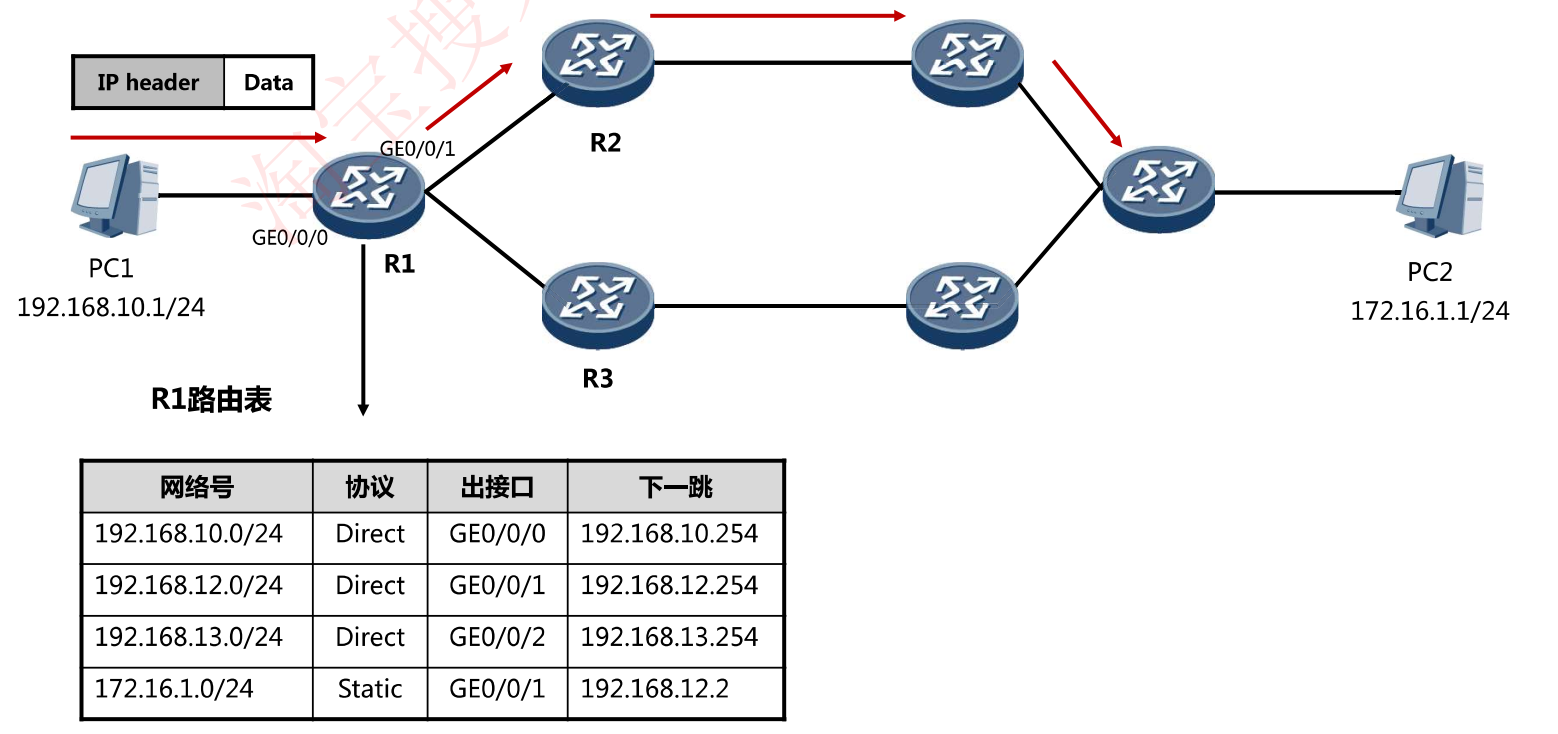 淘宝搜
IP header Data
GE0/0/1
R2
GE0/0/0
R1
PC1
192.168.10.1/24
PC2
172.16.1.1/24
R3
R1路由表
网络号 协议 出接口 下一跳
192.168.10.0/24 Direct GE0/0/0 192.168.10.254
192.168.12.0/24 Direct GE0/0/1 192.168.12.254
192.168.13.0/24 Direct GE0/0/2 192.168.13.254
172.16.1.0/24 Static GE0/0/1 192.168.12.2